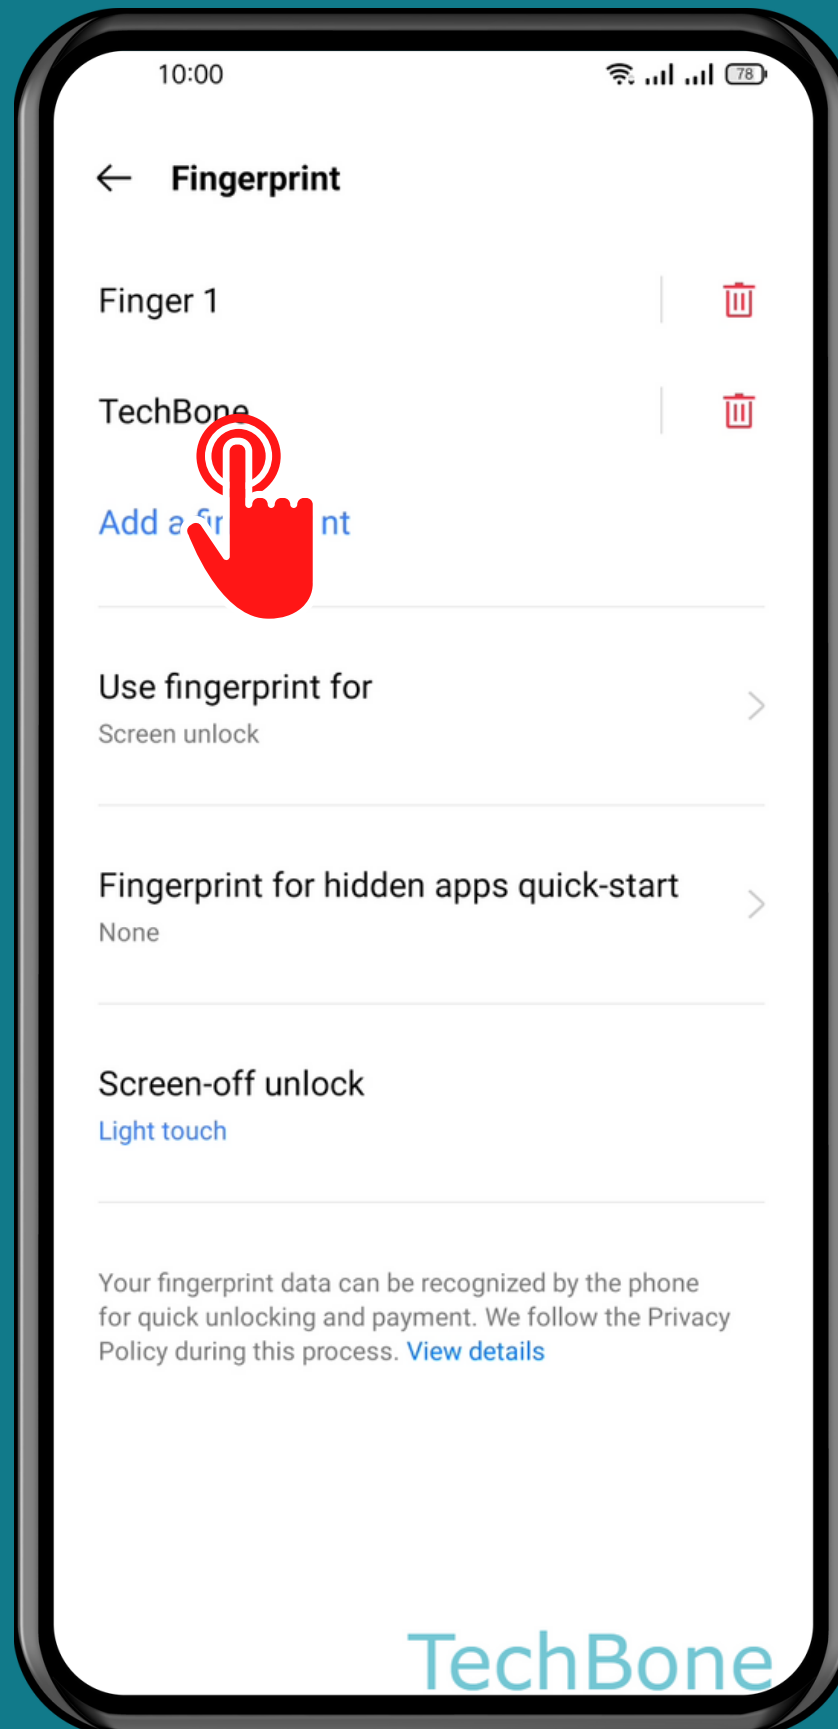 10:00
78
Fingerprint
Finger 1
TechBone
Add a nt
Use fingerprint for
Screen unlock
Fingerprint for hidden apps quick-start
None
Screen-off unlock
Light touch
Your fingerprint data can be recognized by the phone
for quick unlocking and payment. We follow the Privacy
Policy during this process. View details
TechBone